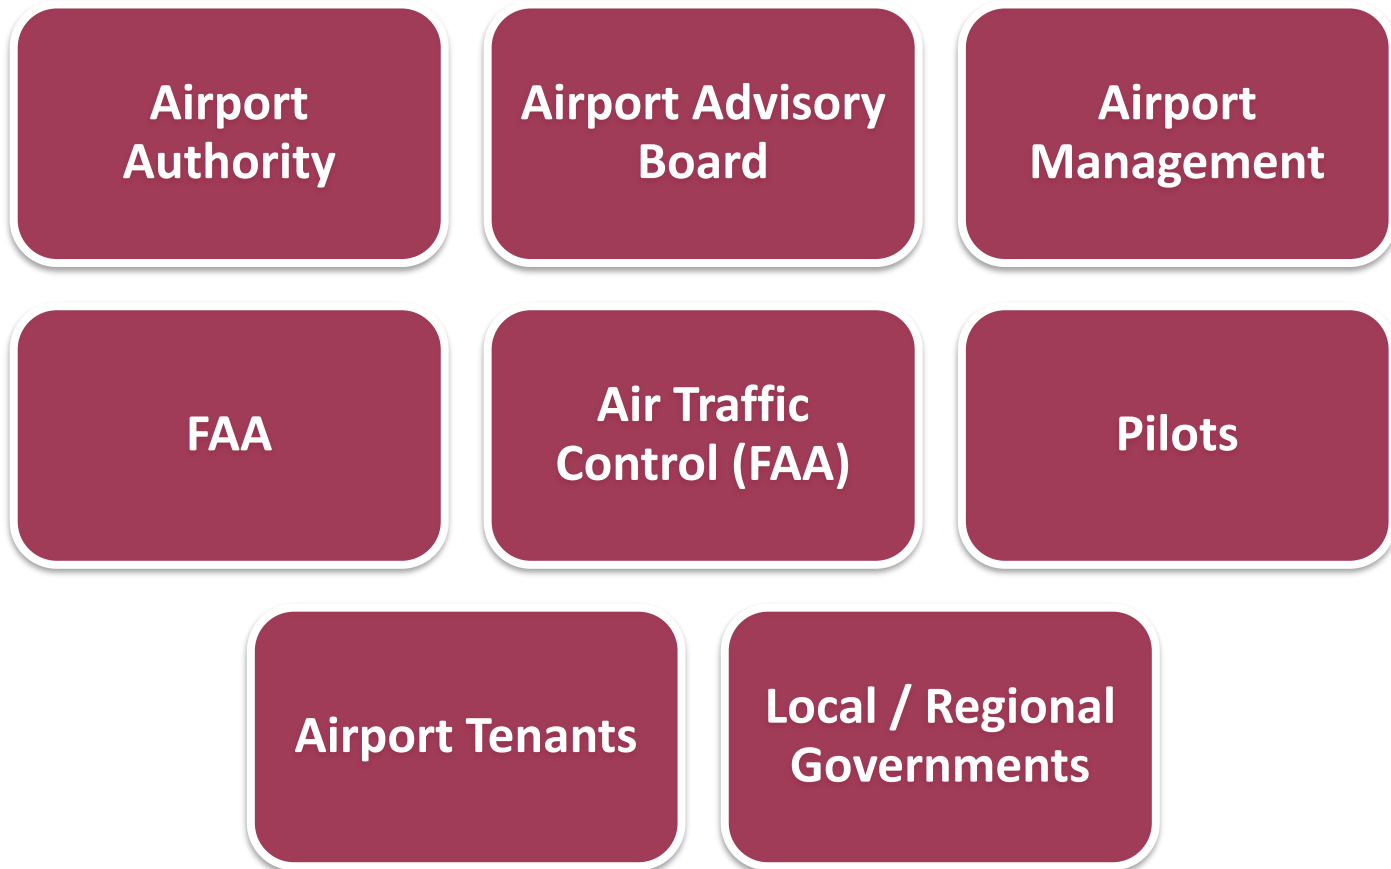 Airport
Authority
Airport Advisory
Board
Airport
Management
FAA
Air Traffic
Control (FAA)
Pilots
Airport Tenants
Local / Regional
Governments